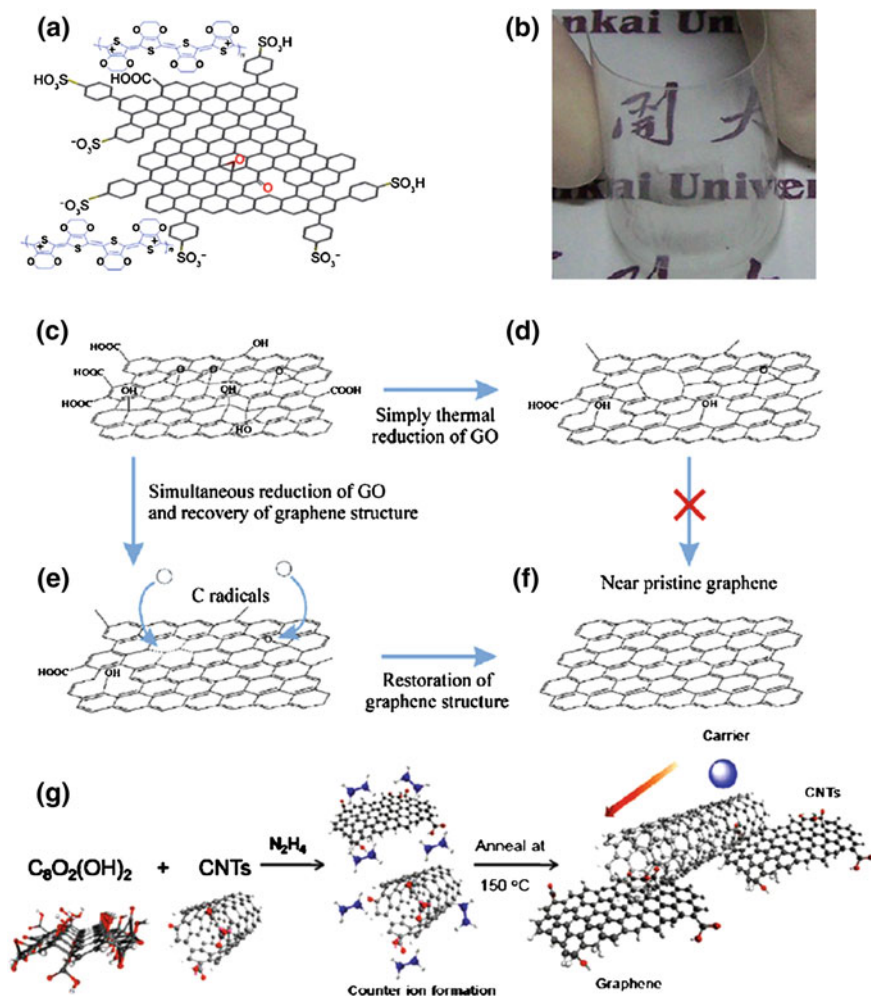 (a)
SO₃H
HO₃S
HOOC
O
S
+
n
⁻O₃S
⁻O₃S
O
O
SO₃H
SO₃⁻
SO₃⁻
O
S
+
n
(b)
nkai Uni
nkai Univer
(c)
HOOC
OH
HOOC
O
O
O
HOOC
OH
OH
COOH
HO
Simply thermal
reduction of GO
(d)
O
HOOC
OH
OH
Simultaneous reduction of GO
and recovery of graphene structure
(e)
C radicals
O
HOOC
OH
Restoration of
graphene structure
(f)
Near pristine graphene
(g)
C₈O₂(OH)₂ + CNTs
N₂H₄
Counter ion formation
Anneal at
150 °C
Carrier
CNTs
Graphene